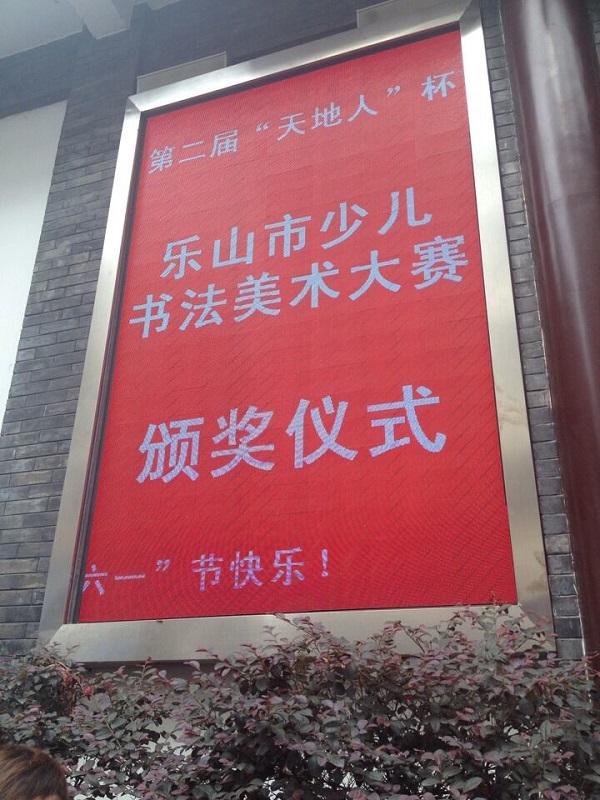 第二届“天地人”杯
乐山市少儿
书法美术大赛
颁奖仪式
六一”节快乐！